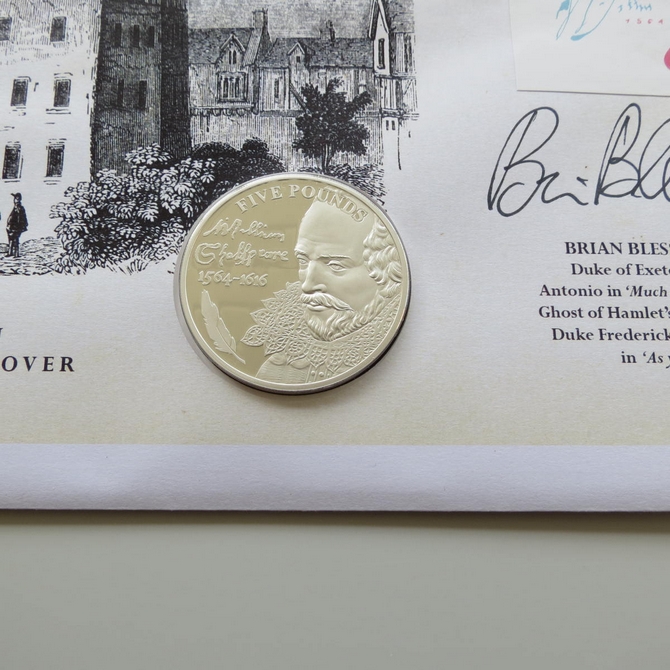 FIVE POUNDS
William
Shakspeare
1564-1616
OVER
BRIAN BLES
Duke of Exete
Antonio in 'Much
Ghost of Hamlet's
Duke Frederick
in 'As y